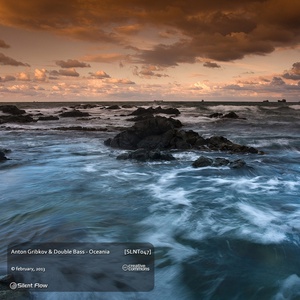 Anton Gribkov & Double Bass - Oceania [SLNT047]
© february, 2013
creative commons
Silent Flow